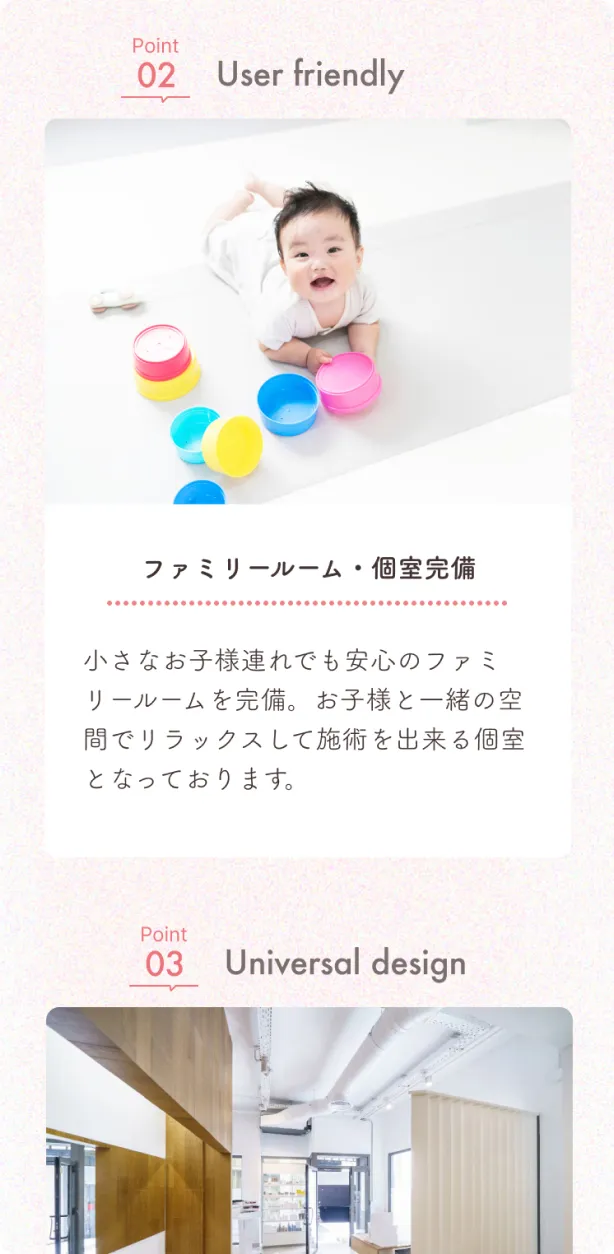 Point
02
User friendly
ファミリールーム・個室完備
小さなお子様連れでも安心のファミ
リールームを完備。お子様と一緒の空
間でリラックスして施術を出来る個室
となっております。
Point
03
Universal design